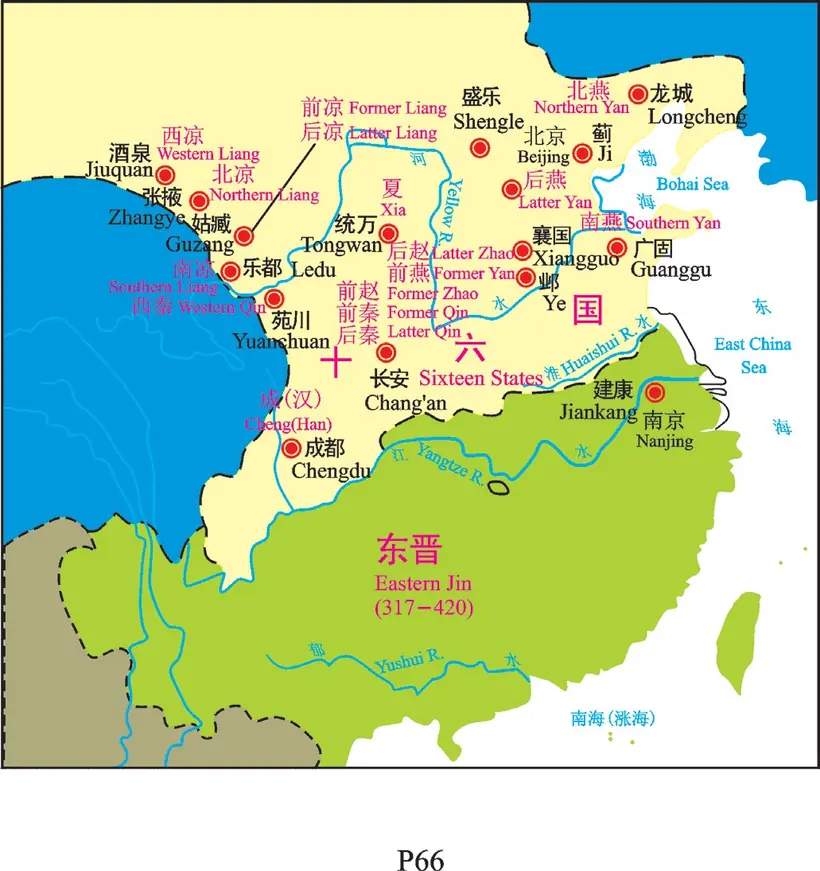 北燕
Northern Yan
龙城
Longcheng
盛乐
Shengle
前凉 Former Liang
后凉 Latter Liang
北京
Beijing
蓟
Ji
西凉
Western Liang
酒泉
Jiuquan
北凉
Northern Liang
张掖
Zhangye
姑臧
Guzang
河
Yellow R.
水
夏
Xia
统万
Tongwan
后燕
Latter Yan
渤
海
Bohai Sea
南燕 Southern Yan
广固
Guanggu
后赵 Latter Zhao
襄国
Xiangguo
前燕 Former Yan
邺
Ye
南凉
Southern Liang
乐都
Ledu
西秦 Western Qin
苑川
Yuanchuan
前赵
Former Zhao
前秦
Former Qin
后秦
Latter Qin
十
六
国
Sixteen States
淮 Huaishui R. 水
东
East China
Sea
海
长安
Chang'an
建康
Jiankang
南京
Nanjing
成(汉)
Cheng(Han)
成都
Chengdu
江 Yangtze R. 水
东晋
Eastern Jin
(317-420)
郁 Yushui R. 水
南海(涨海)
P66